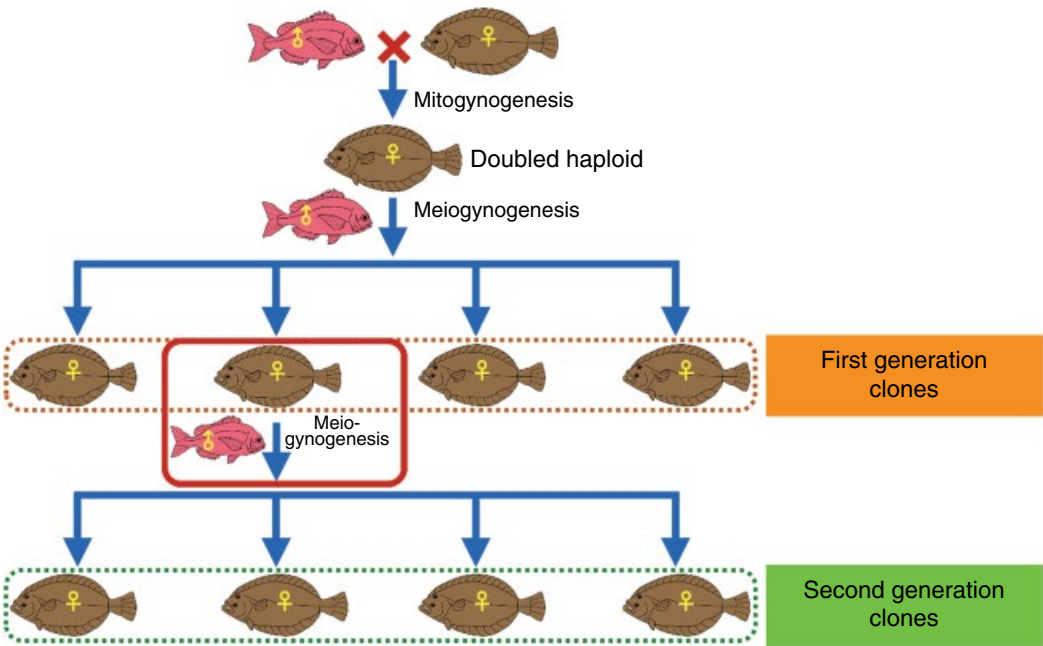 Mitogynogenesis
Doubled haploid
Meiogynogenesis
First generation
clones
Meio-
gynogenesis
Second generation
clones